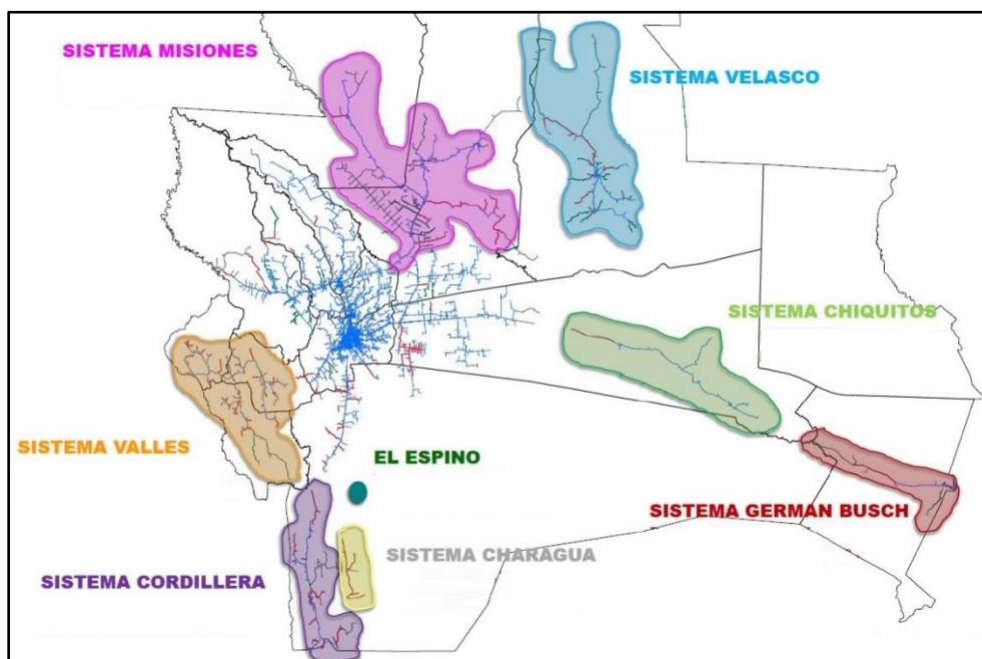 SISTEMA MISIONES
SISTEMA VELASCO
SISTEMA CHIQUITOS
SISTEMA VALLES
EL ESPINO
SISTEMA GERMAN BUSCH
SISTEMA CHARAGUA
SISTEMA CORDILLERA